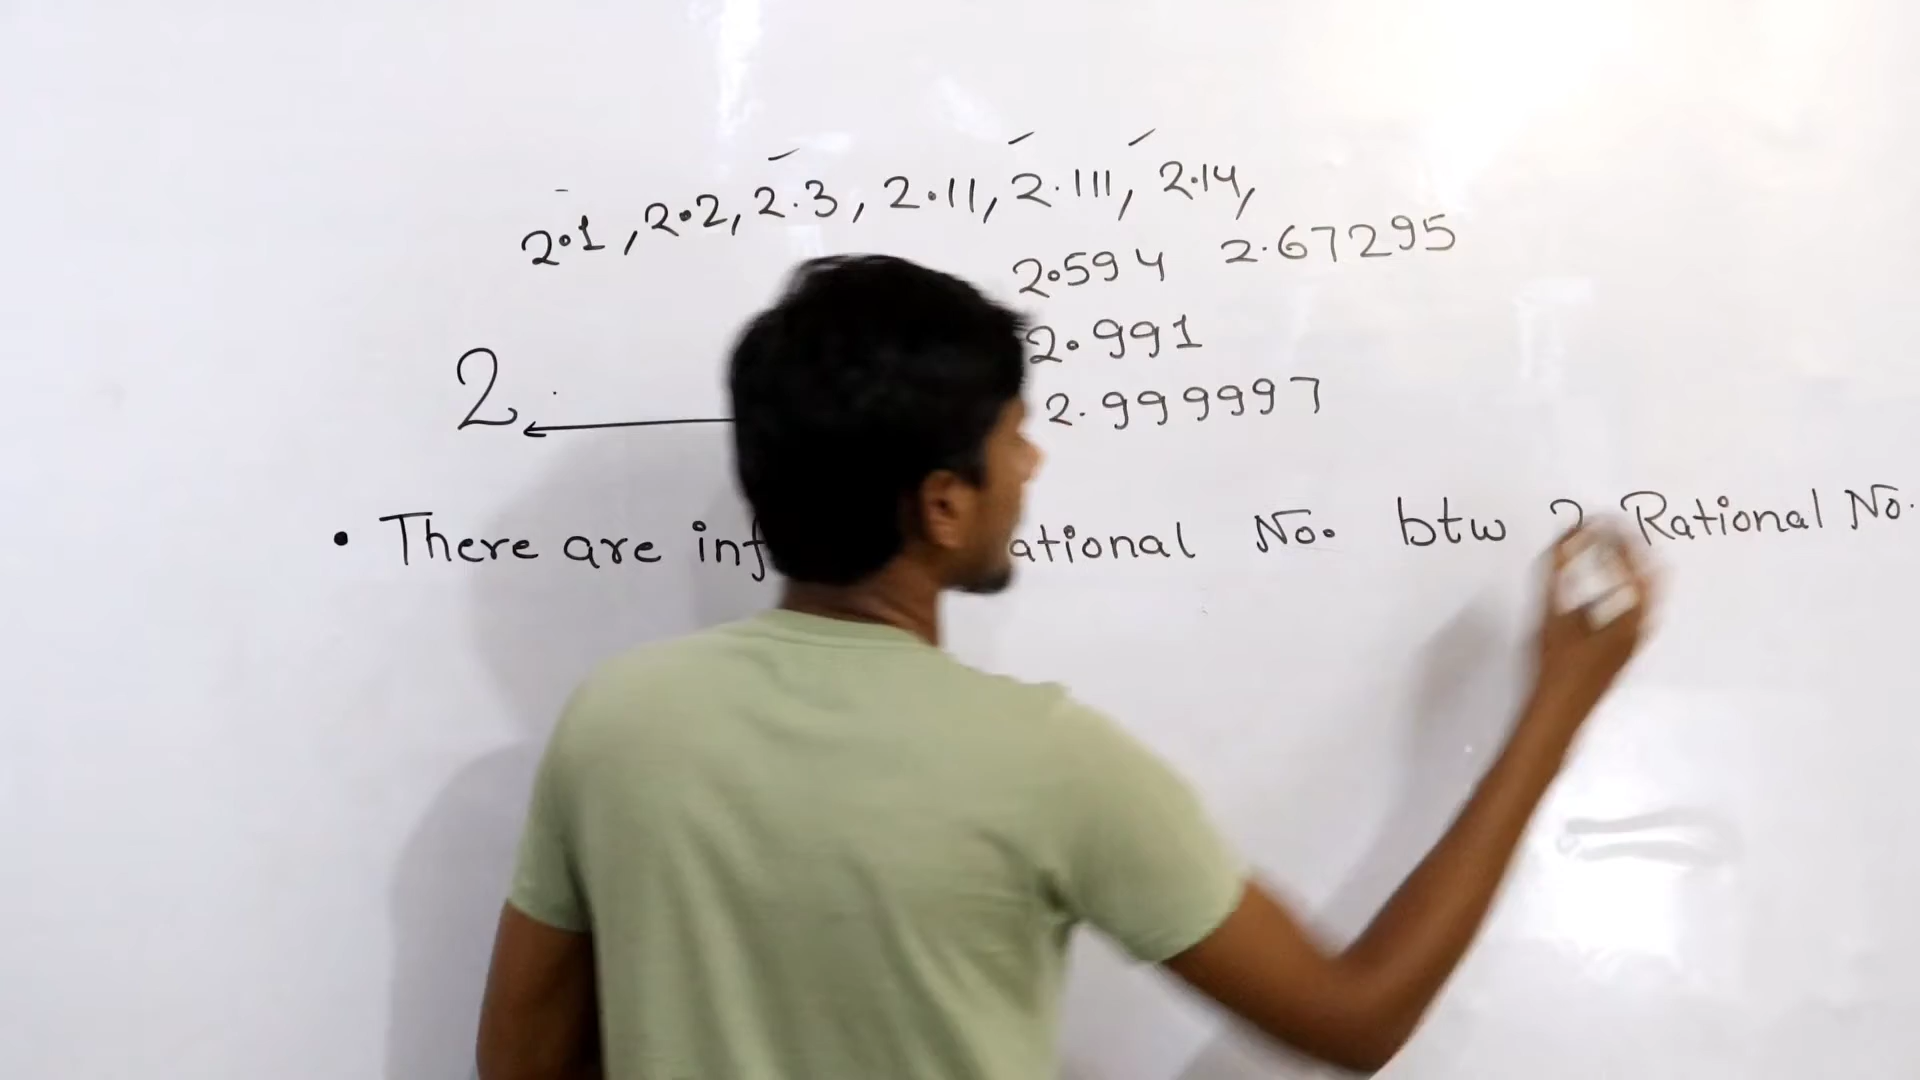 2.1, 2.2, 2.3, 2.11, 2.111, 2.14,
2.594 2.67295
2.991
2
2.999997
• There are inf ational No. btw 2 Rational No.